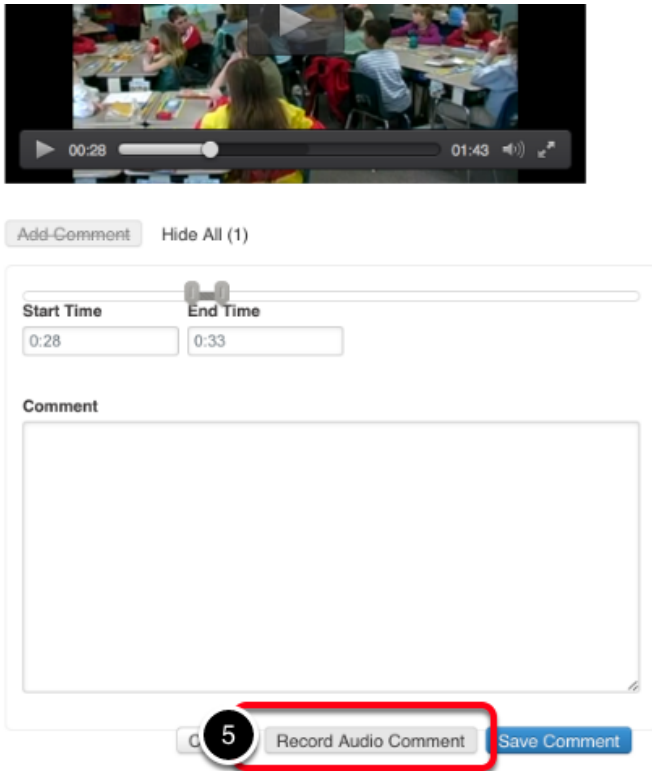 00:28 01:43
Add Comment Hide All (1)
Start Time End Time
0:28 0:33
Comment
5 Record Audio Comment Save Comment